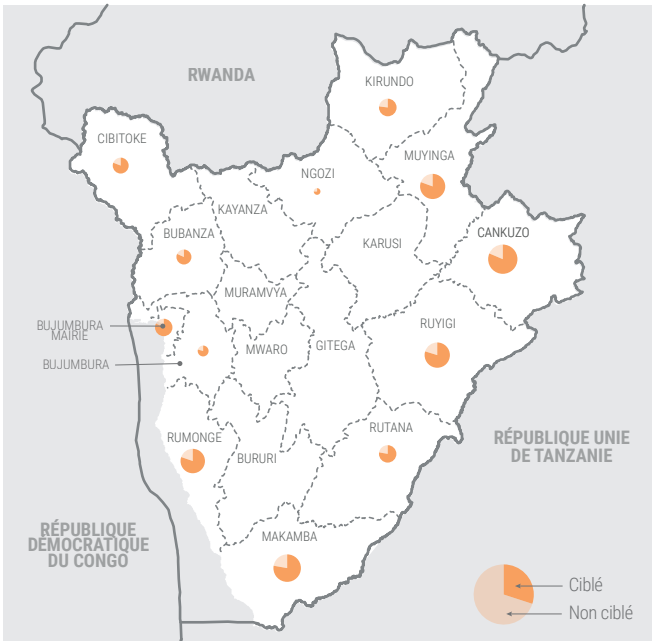 RWANDA
KIRUNDO
CIBITOKE
MUYINGA
NGOZI
KAYANZA
BUBANZA
KARUSI
CANKUZO
MURAMVYA
BUJUMBURA
MAIRIE
RUYIGI
MWARO
GITEGA
BUJUMBURA
RUTANA
RUMONGE
BURURI
RÉPUBLIQUE UNIE
DE TANZANIE
RÉPUBLIQUE
DÉMOCRATIQUE
DU CONGO
MAKAMBA
Ciblé
Non ciblé